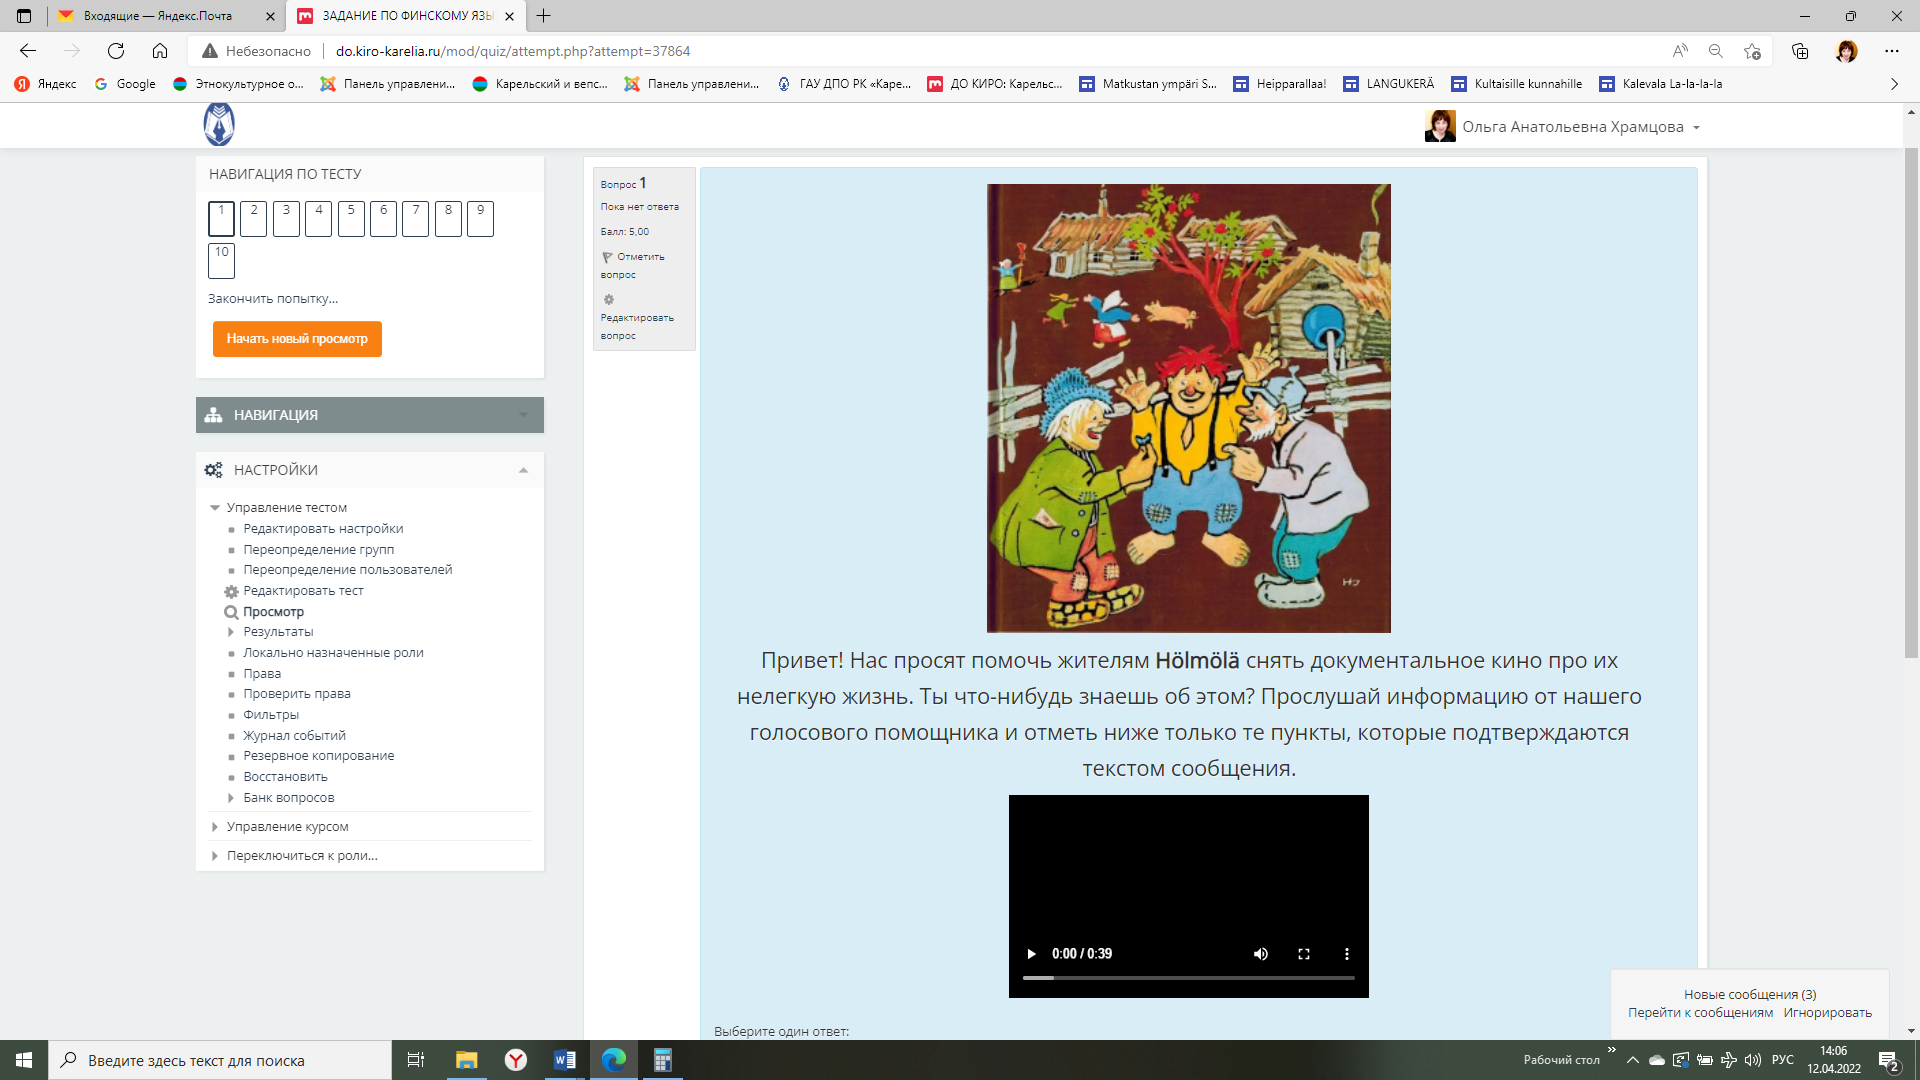 Входящие — Яндекс.Почта
ЗАДАНИЕ ПО ФИНСКОМУ ЯЗЫ
Небезопасно
do.kiro-karelia.ru/mod/quiz/attempt.php?attempt=37864
Яндекс
Google
Этнокультурное о...
Панель управлени...
Карельский и вепс...
Панель управлени...
ГАУ ДПО РК «Каре...
ДО КИРО: Карельс...
Matkustan ympäri S...
Heipparallaa!
LANGUKERÄ
Kultaisille kunnahille
Kalevala La-la-la-la
Ольга Анатольевна Храмцова
НАВИГАЦИЯ ПО ТЕСТУ
1 2 3 4 5 6 7 8 9
10
Закончить попытку...
Начать новый просмотр
НАВИГАЦИЯ
НАСТРОЙКИ
Управление тестом
Редактировать настройки
Переопределение групп
Переопределение пользователей
Редактировать тест
Просмотр
Результаты
Локально назначенные роли
Права
Проверить права
Фильтры
Журнал событий
Резервное копирование
Восстановить
Банк вопросов
Управление курсом
Переключиться к роли...
Вопрос 1
Пока нет ответа
Балл: 5,00
Отметить
вопрос
Редактировать
вопрос
HJ
Привет! Нас просят помочь жителям Hölmölä снять документальное кино про их
нелегкую жизнь. Ты что-нибудь знаешь об этом? Прослушай информацию от нашего
голосового помощника и отметь ниже только те пункты, которые подтверждаются
текстом сообщения.
0:00 / 0:39
Выберите один ответ:
Новые сообщения (3)
Перейти к сообщениям Игнорировать
Введите здесь текст для поиска
Рабочий стол
РУС
14:06
12.04.2022
2